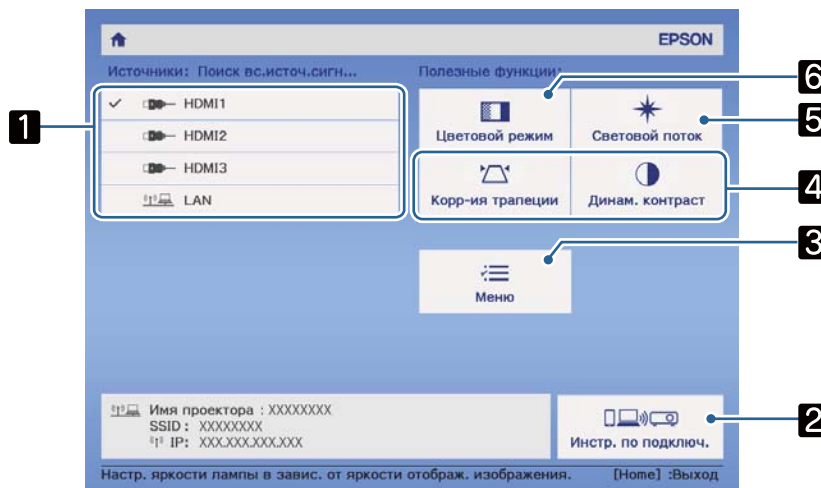 EPSON
Источники: Поиск вс.источ.сигн...
Полезные функции:
1
HDMI1
HDMI2
HDMI3
LAN
6
Цветовой режим
5
Световой поток
4
Корр-ия трапеции
Динам. контраст
3
Меню
Имя проектора : XXXXXXXX
SSID : XXXXXXXX
IP: XXX.XXX.XXX.XXX
2
Инстр. по подключ.
Настр. яркости лампы в завис. от яркости отображ. изображения.
[Home] :Выход